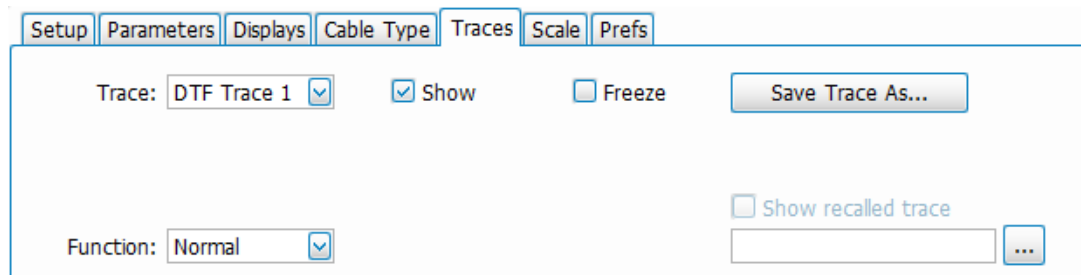 Setup Parameters Displays Cable Type Traces Scale Prefs
Trace: DTF Trace 1 Show Freeze Save Trace As...
Show recalled trace
Function: Normal ...